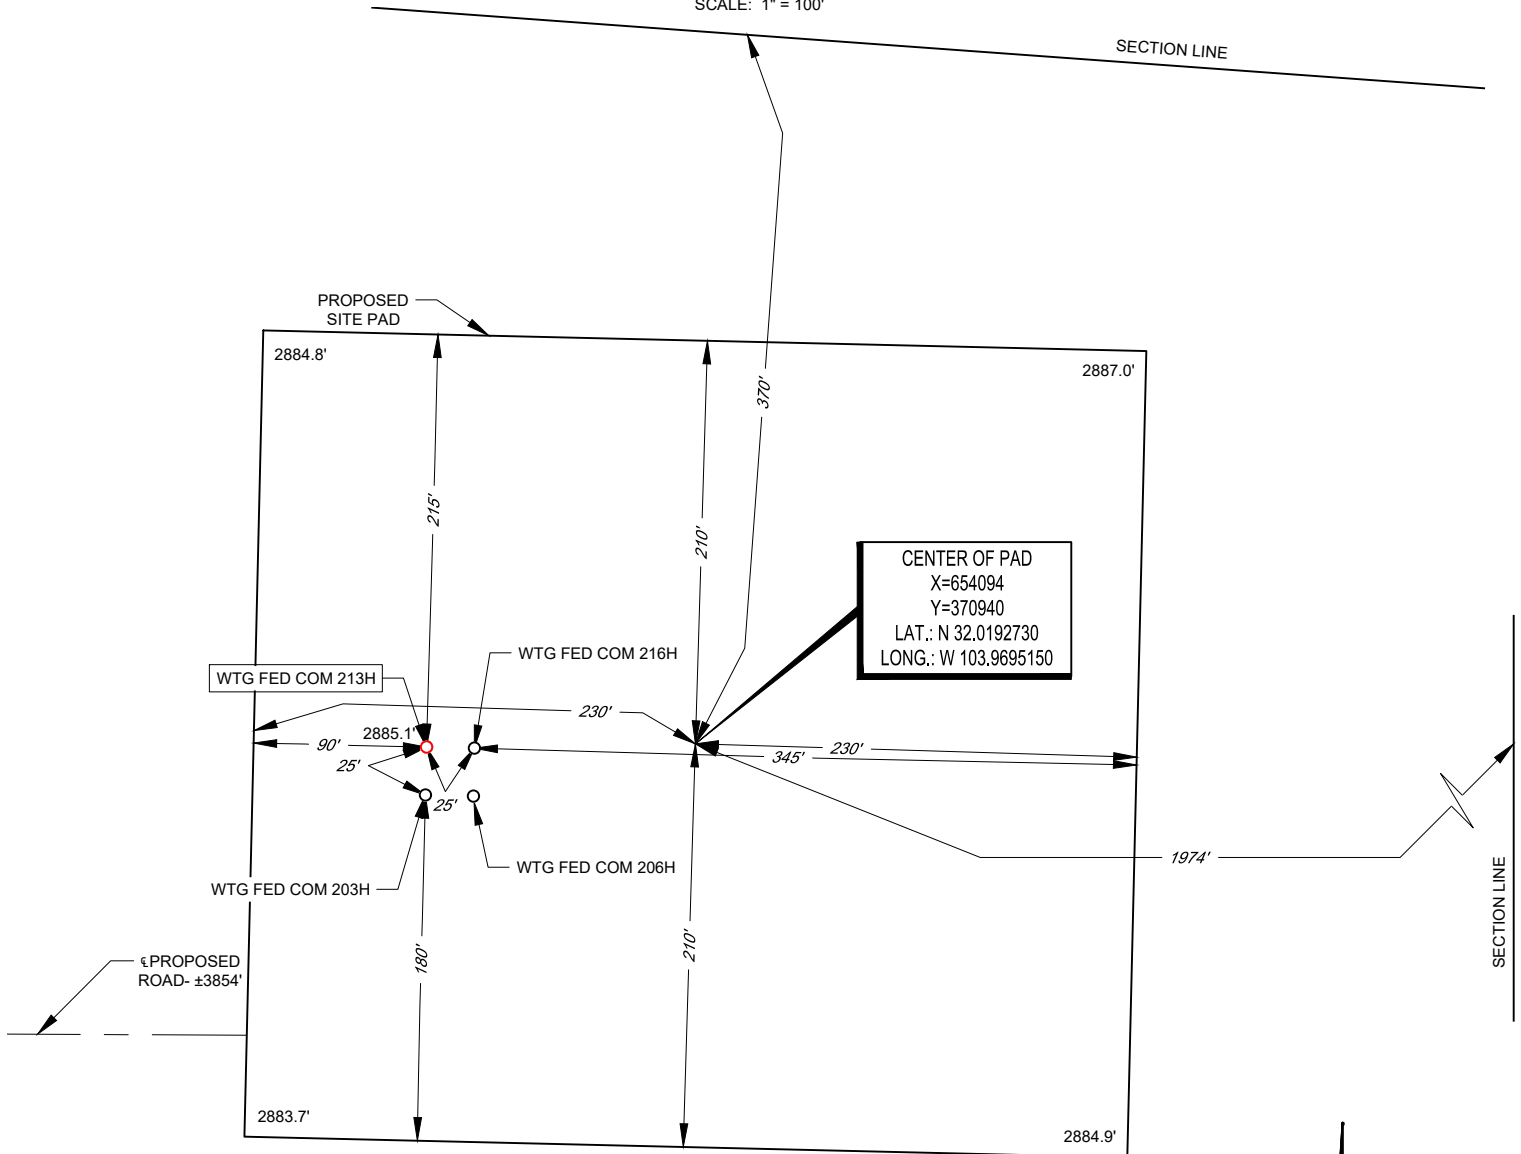 SCALE: 1" = 100'
SECTION LINE
PROPOSED
SITE PAD
2884.8'
2887.0'
370'
215'
210'
CENTER OF PAD
X=654094
Y=370940
LAT.: N 32.0192730
LONG.: W 103.9695150
WTG FED COM 216H
WTG FED COM 213H
230'
2885.1'
90'
230'
345'
25'
25'
1974'
WTG FED COM 206H
WTG FED COM 203H
SECTION LINE
180'
210'
℄PROPOSED
ROAD- ±3854'
2883.7'
2884.9'